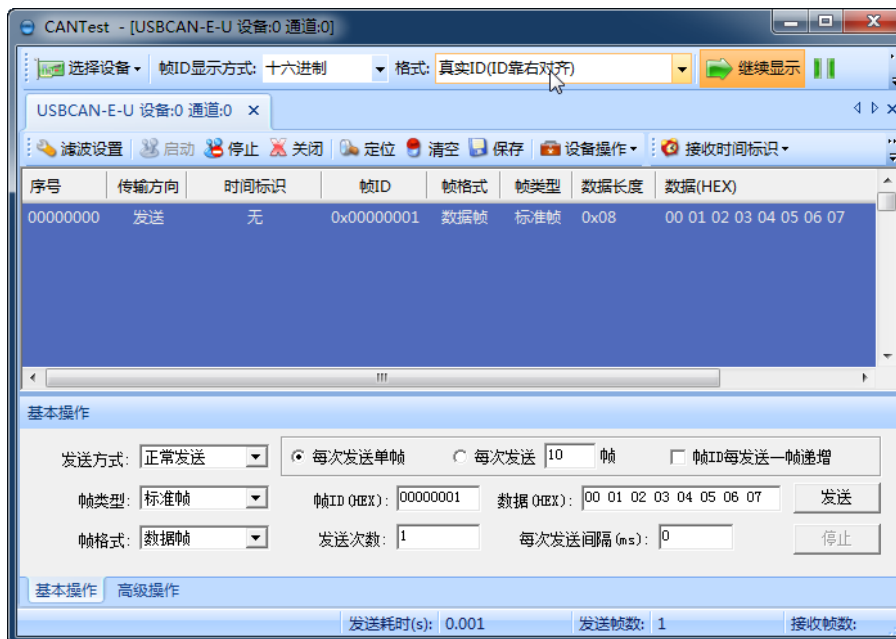 CANTest - [USBCAN-E-U 设备:0 通道:0]
选择设备 帧ID显示方式: 十六进制 格式: 真实ID(ID靠右对齐) 继续显示
USBCAN-E-U 设备:0 通道:0
滤波设置 启动 停止 关闭 定位 清空 保存 设备操作 接收时间标识
序号 传输方向 时间标识 帧ID 帧格式 帧类型 数据长度 数据(HEX)
00000000 发送 无 0x00000001 数据帧 标准帧 0x08 00 01 02 03 04 05 06 07
基本操作
发送方式: 正常发送 每次发送单帧 每次发送 10 帧 帧ID每发送一帧递增
帧类型: 标准帧 帧ID(HEX): 00000001 数据(HEX): 00 01 02 03 04 05 06 07 发送
帧格式: 数据帧 发送次数: 1 每次发送间隔(ms): 0 停止
基本操作 高级操作
发送耗时(s): 0.001 发送帧数: 1 接收帧数: